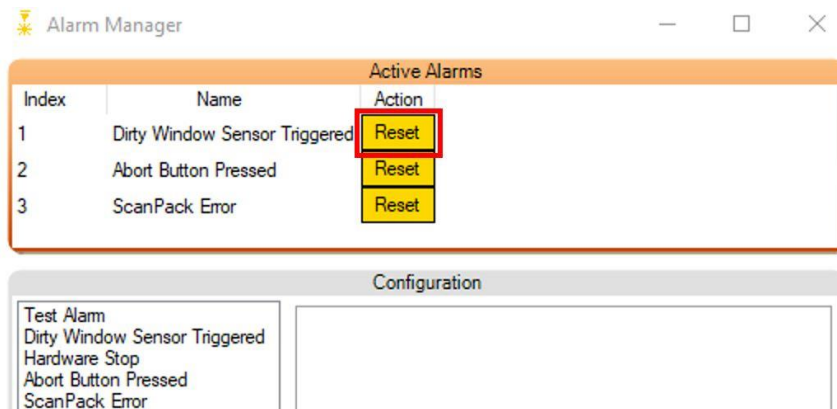 Alarm Manager
Active Alarms
Index Name Action
1 Dirty Window Sensor Triggered Reset
2 Abort Button Pressed Reset
3 ScanPack Error Reset
Configuration
Test Alarm
Dirty Window Sensor Triggered
Hardware Stop
Abort Button Pressed
ScanPack Error